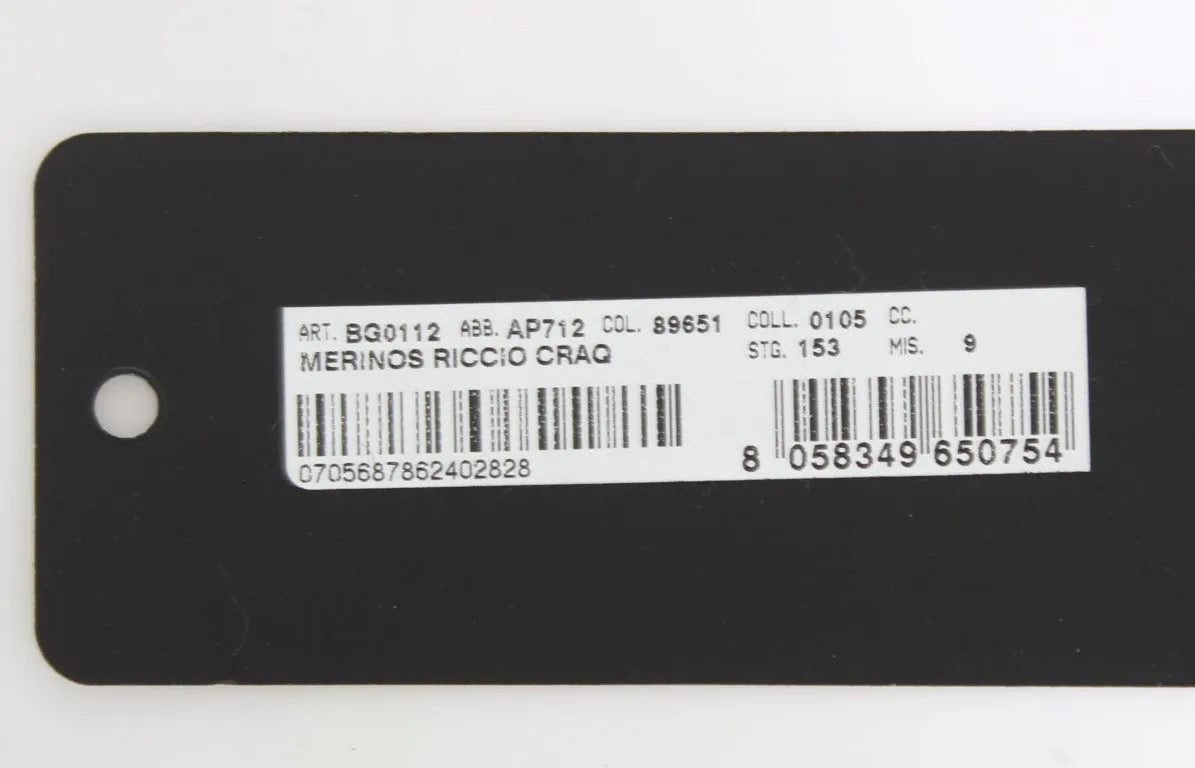 ART. BG0112 ABB. AP712 COL. 89651 COLL. 0105 CC.
MERINOS RICCIO CRAQ STG. 153 MIS. 9
0705687862402828
8 058349 650754